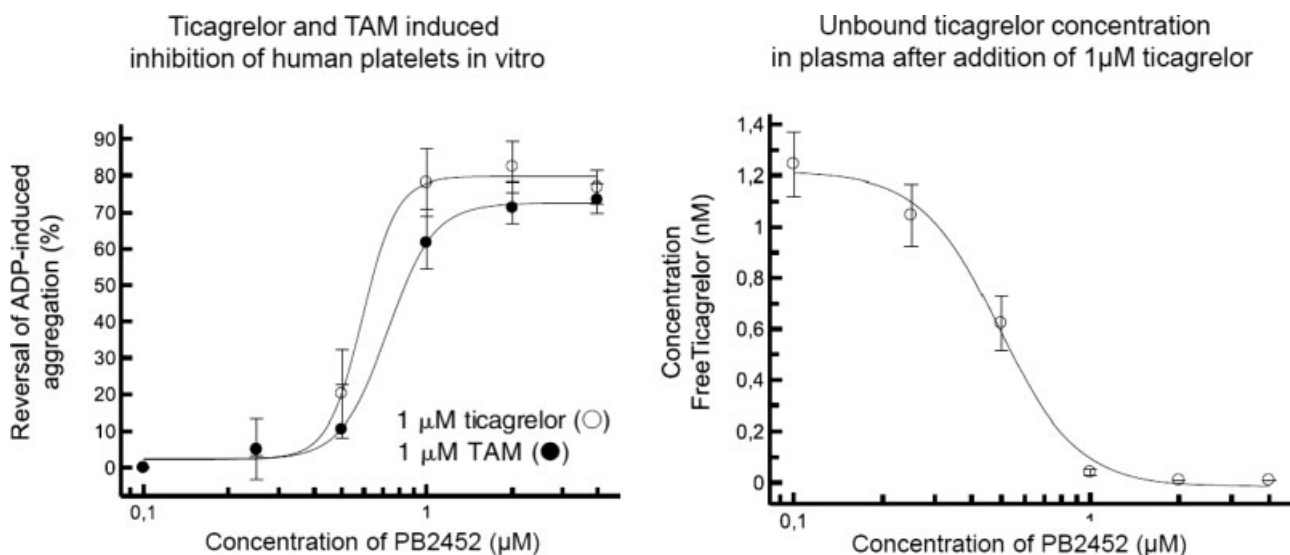 Ticagrelor and TAM induced
inhibition of human platelets in vitro
Reversal of ADP-induced
aggregation (%)
90
80
70
60
50
40
30
20
10
0
1 µM ticagrelor (○)
1 µM TAM (●)
0,1
1
Concentration of PB2452 (µM)
Unbound ticagrelor concentration
in plasma after addition of 1µM ticagrelor
Concentration
FreeTicagrelor (nM)
1,4
1.2
1
0.8
0.6
0,4
0,2
0
0,1
1
Concentration of PB2452 (µM)